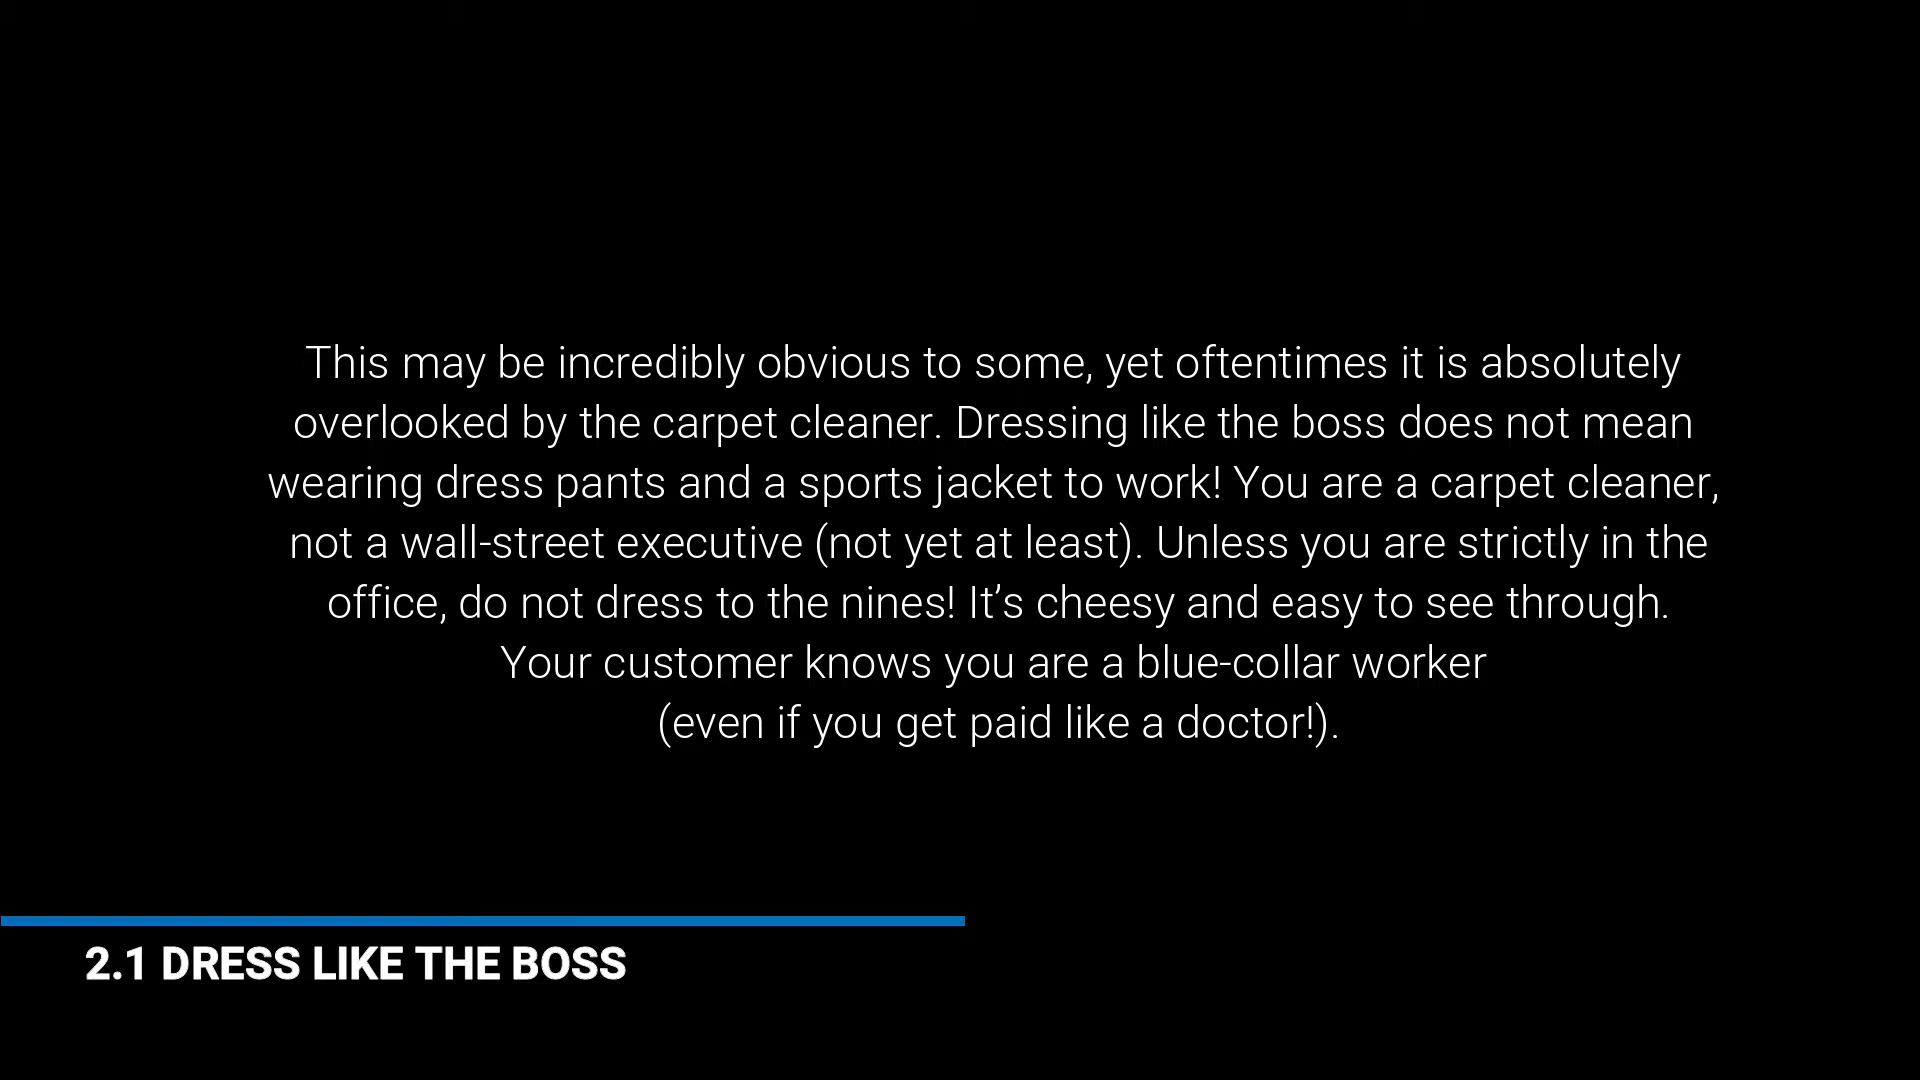 This may be incredibly obvious to some, yet oftentimes it is absolutely
overlooked by the carpet cleaner. Dressing like the boss does not mean
wearing dress pants and a sports jacket to work! You are a carpet cleaner,
not a wall-street executive (not yet at least). Unless you are strictly in the
office, do not dress to the nines! It’s cheesy and easy to see through.
Your customer knows you are a blue-collar worker
(even if you get paid like a doctor!).
2.1 DRESS LIKE THE BOSS